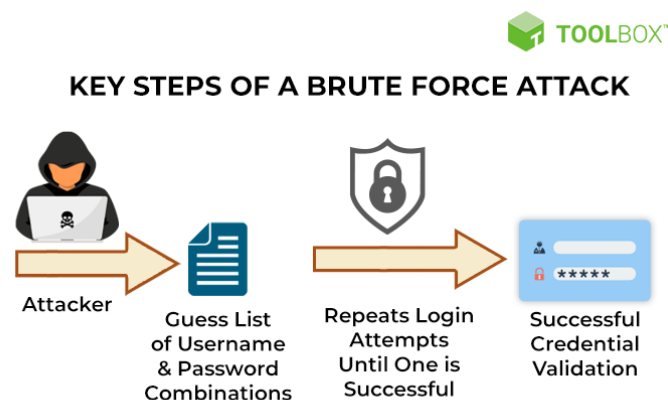 TOOLBOX™
KEY STEPS OF A BRUTE FORCE ATTACK
Attacker
Guess List
of Username
& Password
Combinations
Repeats Login
Attempts
Until One is
Successful
*****
Successful
Credential
Validation